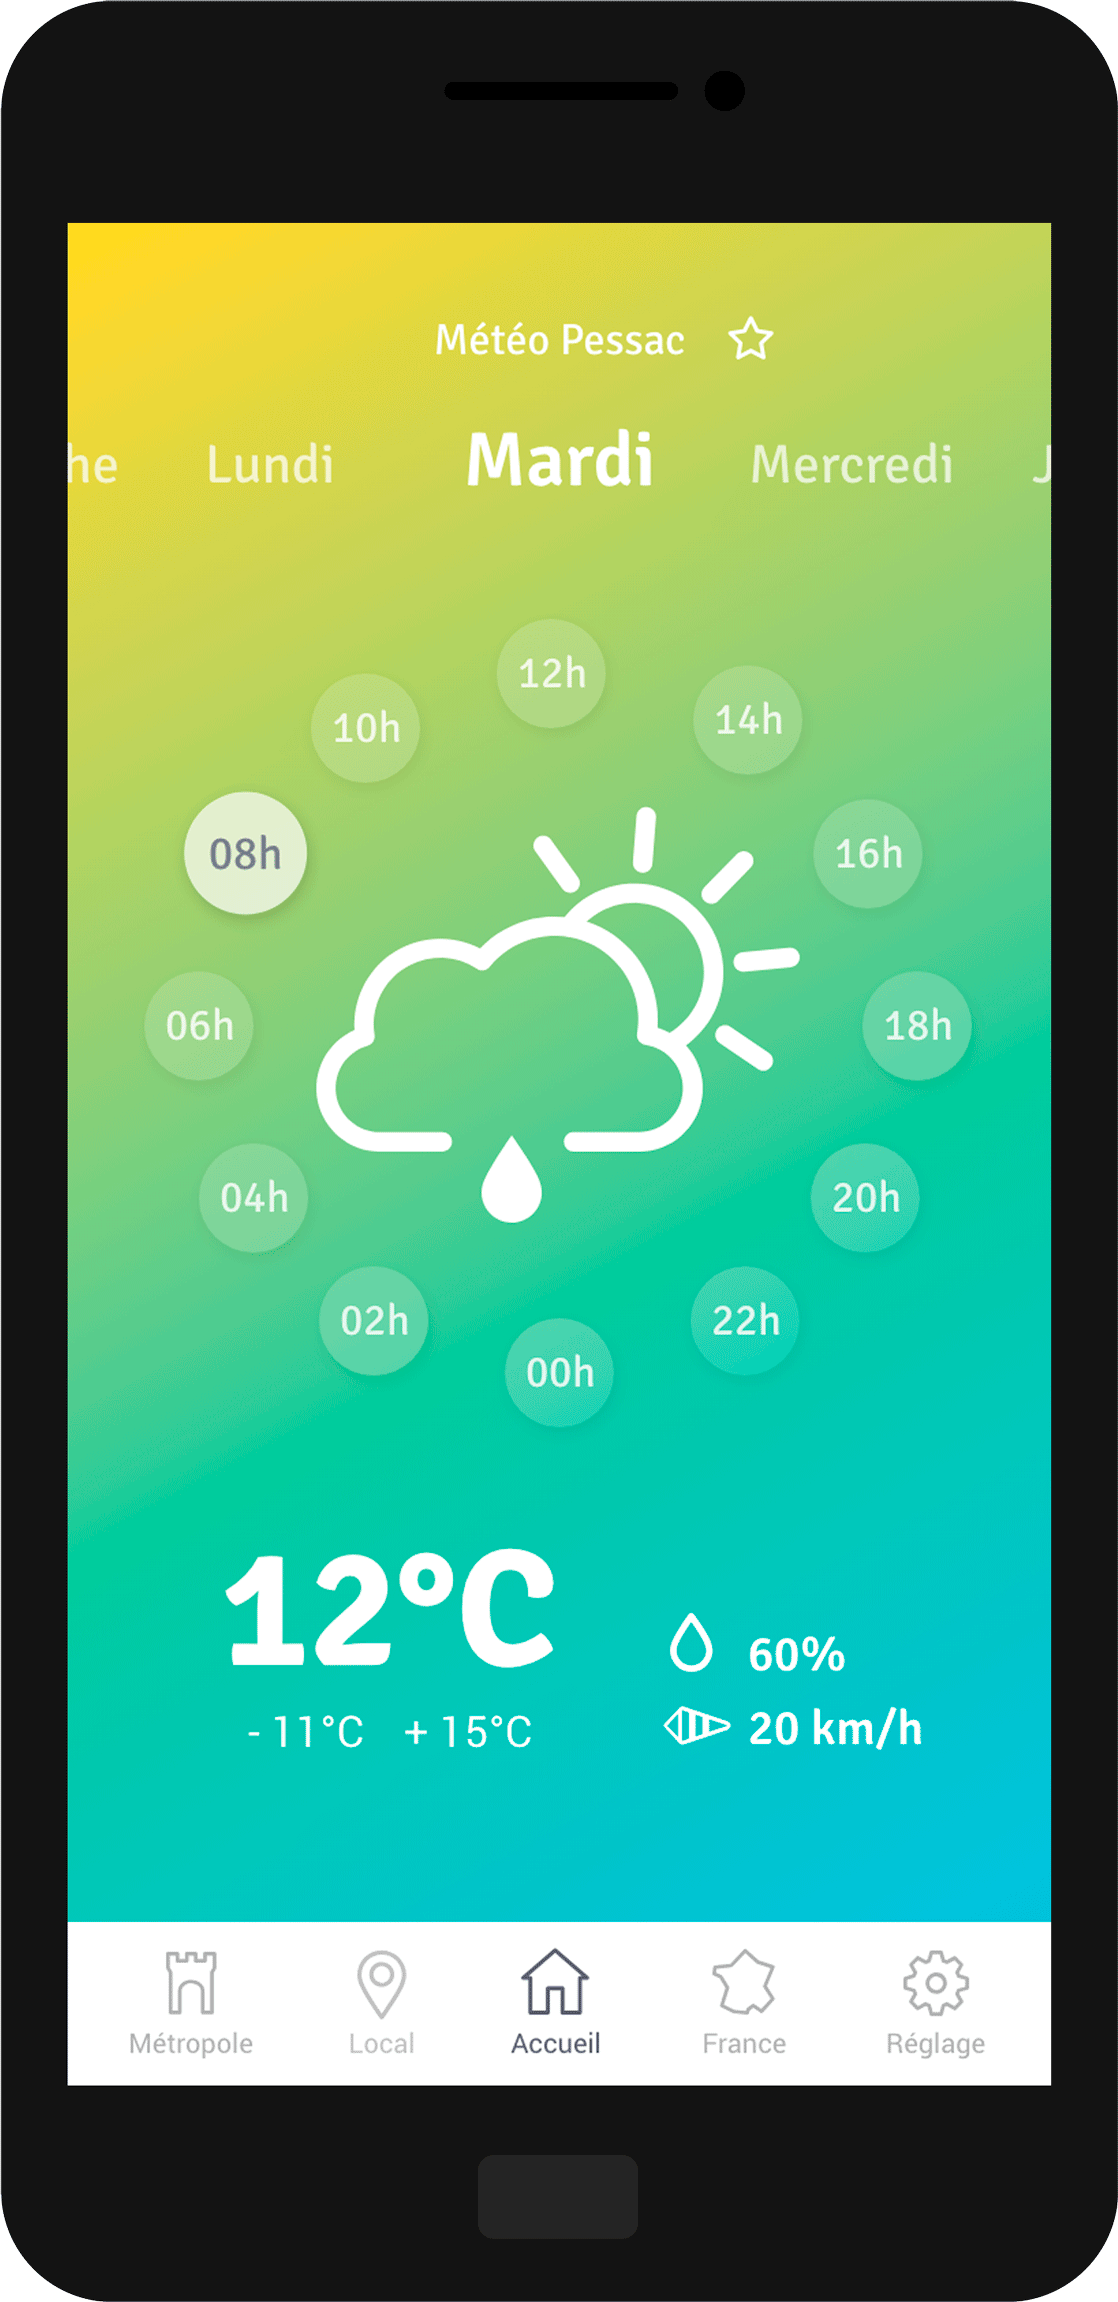 Météo Pessac
he Lundi Mardi Mercredi J
12h
10h
14h
08h
16h
06h
18h
04h
20h
02h
22h
00h
12°C
60%
- 11°C + 15°C
20 km/h
Métropole Local Accueil France Réglage